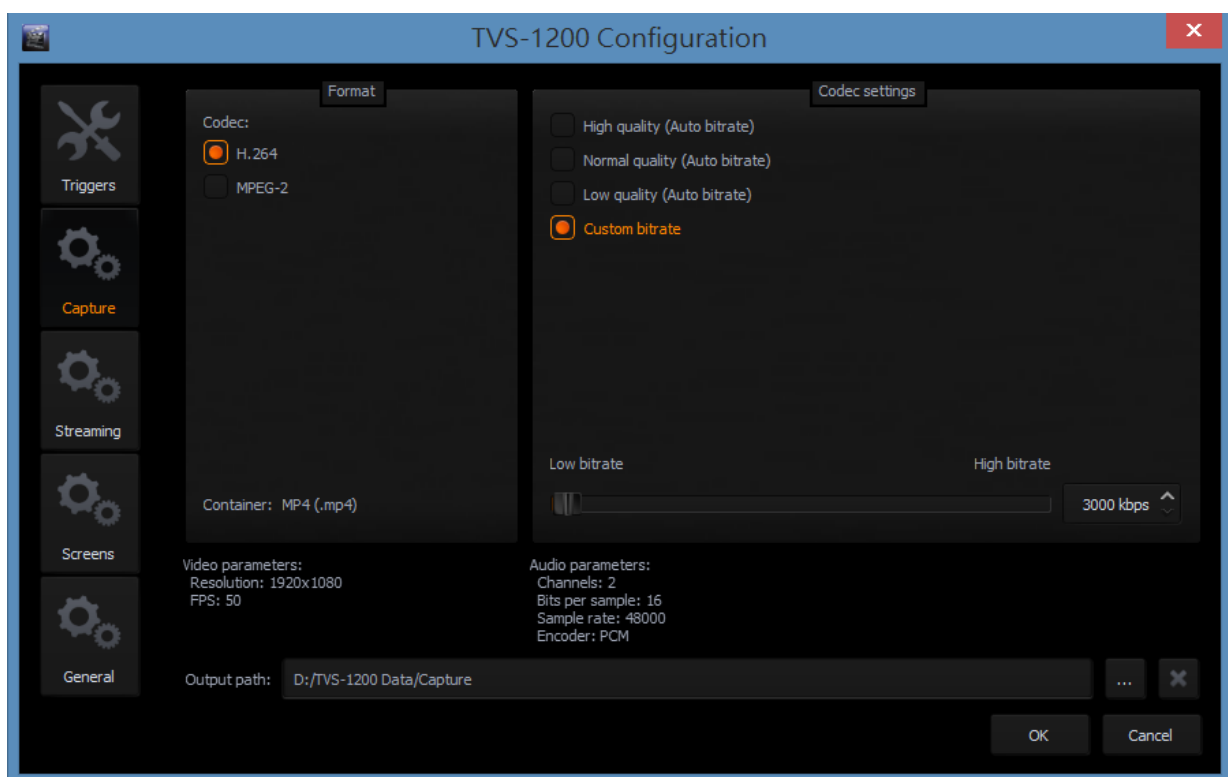 TVS-1200 Configuration
Triggers
Capture
Streaming
Screens
General
Format
Codec:
H.264
MPEG-2
Container: MP4 (.mp4)
Codec settings
High quality (Auto bitrate)
Normal quality (Auto bitrate)
Low quality (Auto bitrate)
Custom bitrate
Low bitrate
High bitrate
3000 kbps
Video parameters:
Resolution: 1920x1080
FPS: 50
Audio parameters:
Channels: 2
Bits per sample: 16
Sample rate: 48000
Encoder: PCM
Output path: D:/TVS-1200 Data/Capture
...
OK
Cancel